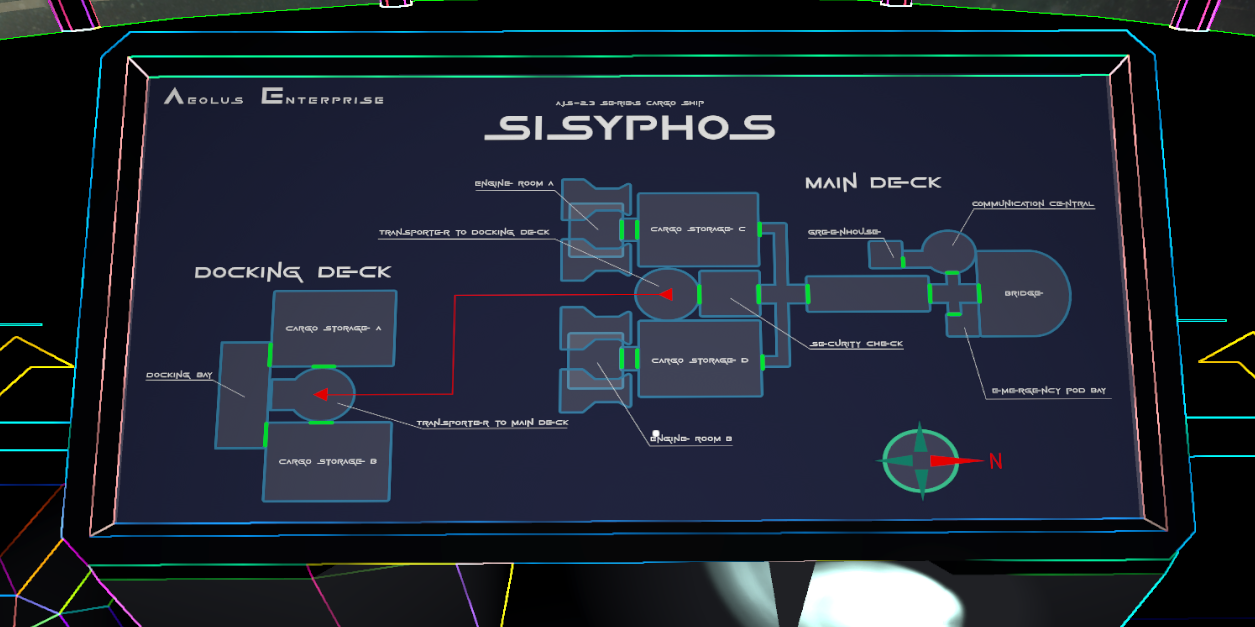 AEOLUS ENTERPRISE
AJS-23 SERIES CARGO SHIP
SISYPHOS
MAIN DECK
ENGINE ROOM A
COMMUNICATION CENTRAL
TRANSPORTER TO DOCKING DECK
CARGO STORAGE C
GREENHOUSE
DOCKING DECK
BRIDGE
CARGO STORAGE A
SECURITY CHECK
CARGO STORAGE D
DOCKING BAY
EMERGENCY POD BAY
TRANSPORTER TO MAIN DECK
ENGINE ROOM B
CARGO STORAGE B
N